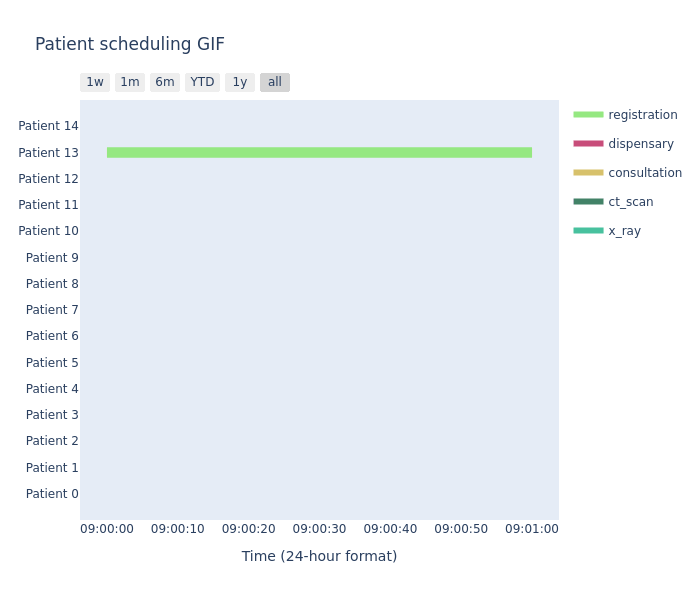 Patient scheduling GIF
1w 1m 6m YTD 1y all
Patient 14
Patient 13
Patient 12
Patient 11
Patient 10
Patient 9
Patient 8
Patient 7
Patient 6
Patient 5
Patient 4
Patient 3
Patient 2
Patient 1
Patient 0
09:00:00 09:00:10 09:00:20 09:00:30 09:00:40 09:00:50 09:01:00
Time (24-hour format)
registration
dispensary
consultation
ct_scan
x_ray